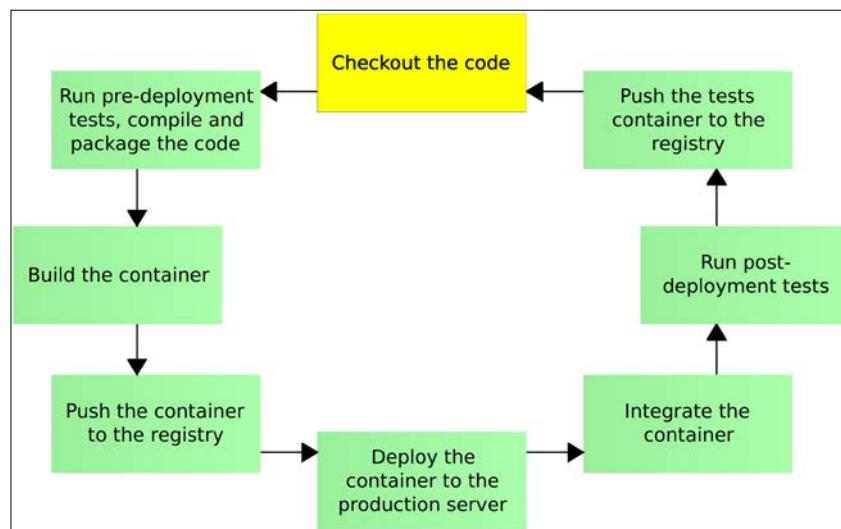 Checkout the code
Run pre-deployment
tests, compile and
package the code
Build the container
Push the container
to the registry
Deploy the
container to the
production server
Integrate the
container
Run post-
deployment tests
Push the tests
container to the
registry